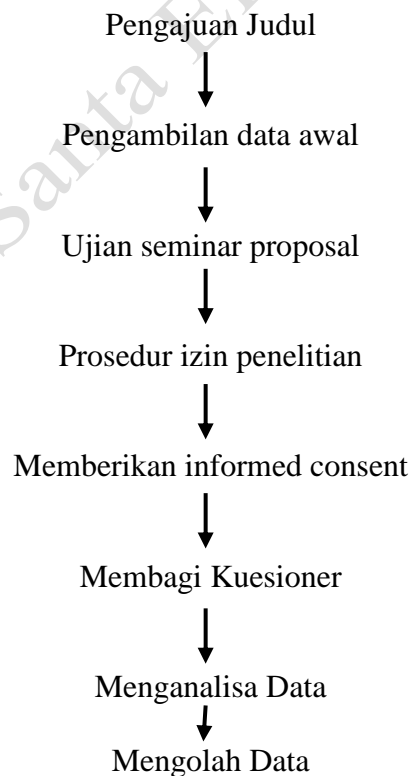 Pengajuan Judul
Pengambilan data awal
Ujian seminar proposal
Prosedur izin penelitian
Memberikan informed consent
Membagi Kuesioner
Menganalisa Data
Mengolah Data
Santa